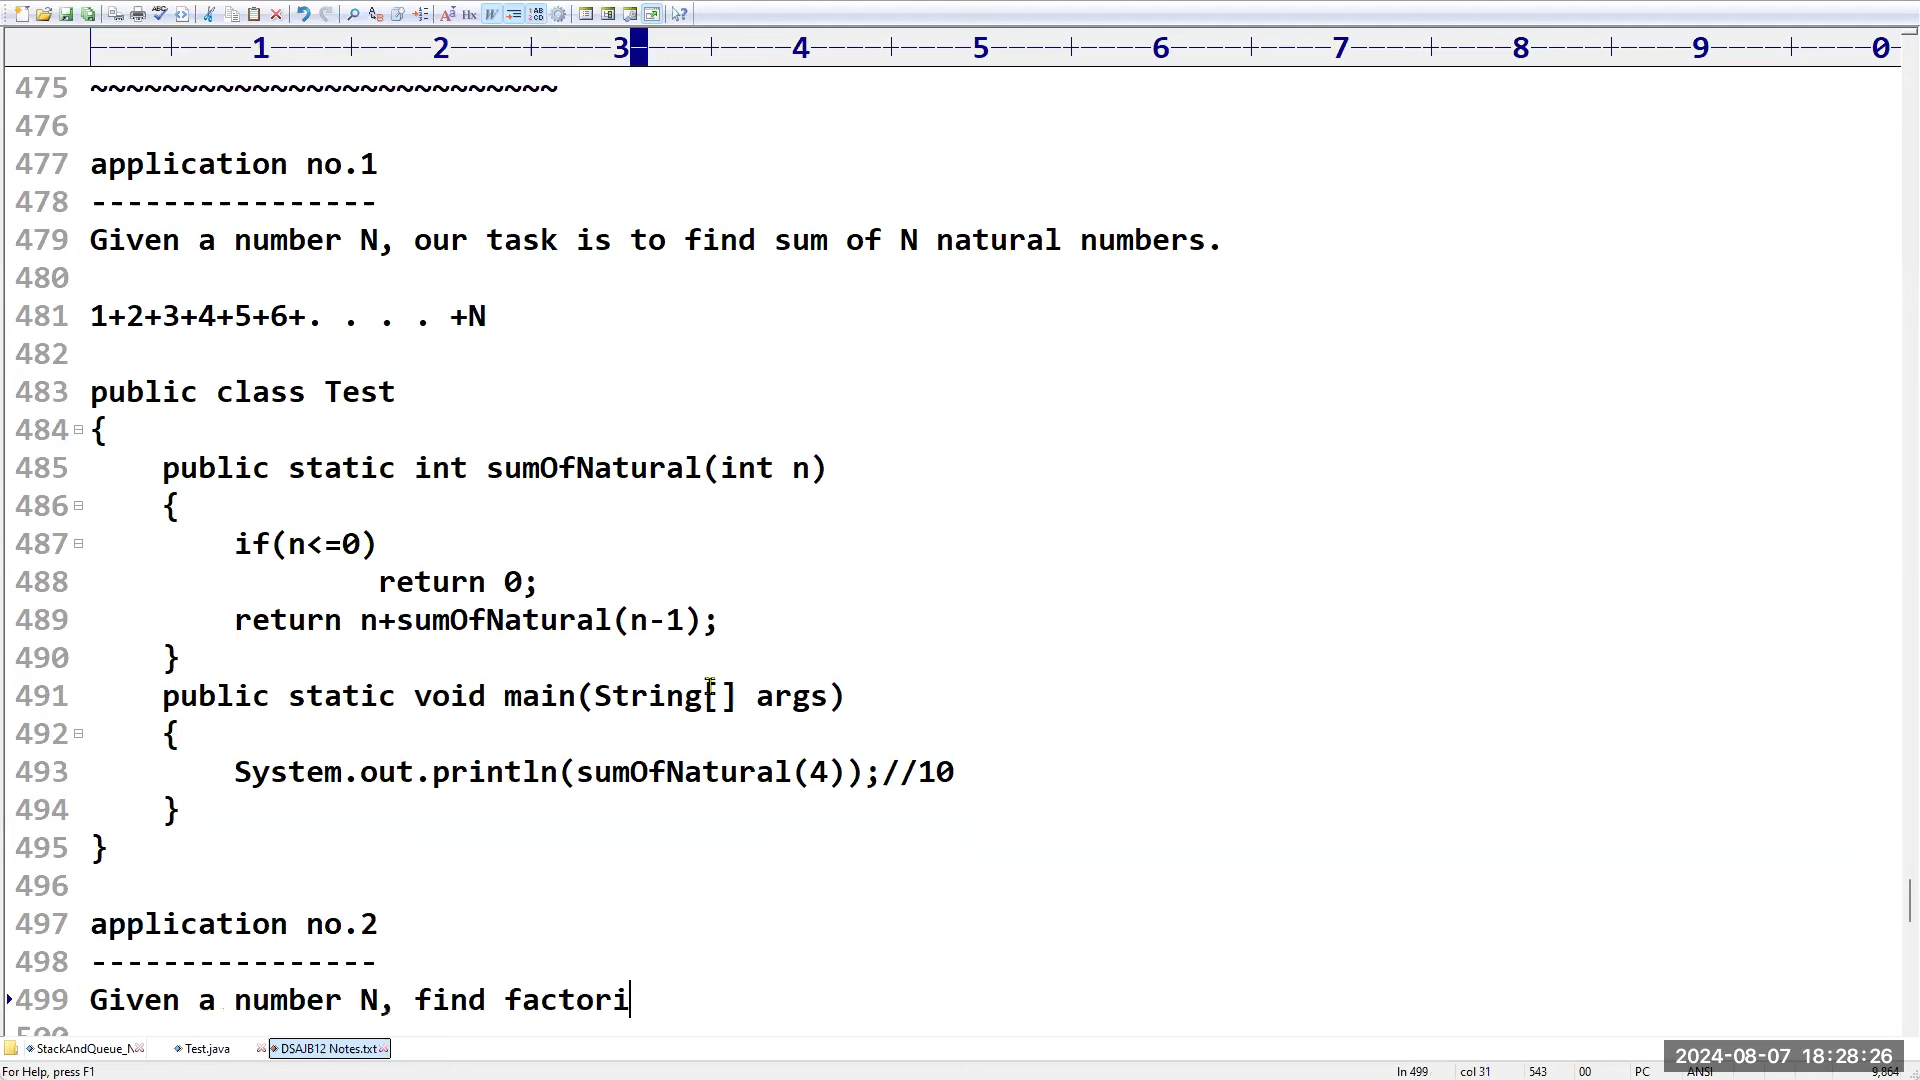 1 2 3 4 5 6 7 8 9 0
475 ~~~~~~~~~~~~~~~~~~~~~~~~~~
476
477 application no.1
478 ----------------
479 Given a number N, our task is to find sum of N natural numbers.
480
481 1+2+3+4+5+6+. . . . +N
482
483 public class Test
484 {
485 public static int sumOfNatural(int n)
486 {
487 if(n<=0)
488 return 0;
489 return n+sumOfNatural(n-1);
490 }
491 public static void main(String[] args)
492 {
493 System.out.println(sumOfNatural(4));//10
494 }
495 }
496
497 application no.2
498 ----------------
499 Given a number N, find factori
500
StackAndQueue_N Test.java DSAJB12 Notes.txt
2024-08-07 18:28:26
For Help, press F1 ln 499 col 31 543 00 PC ANSI 9,864